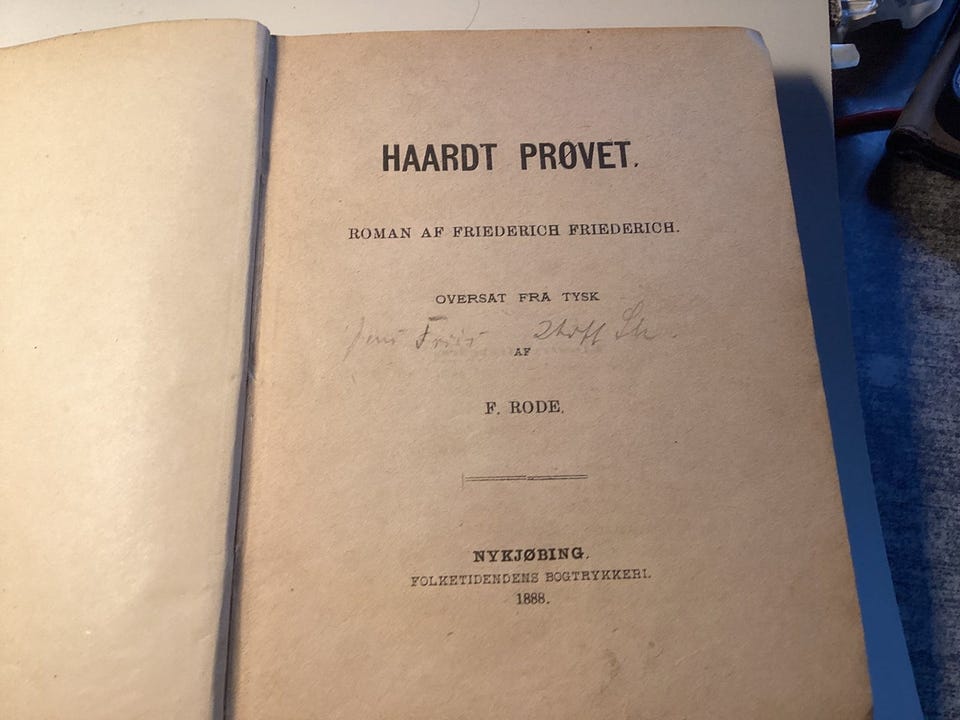 HAARDT PRØVET.
ROMAN AF FRIEDERICH FRIEDERICH.
OVERSAT FRA TYSK
AF
F. RODE.
NYKJØBING.
FOLKETIDENDENS BOGTRYKKERI.
1888.